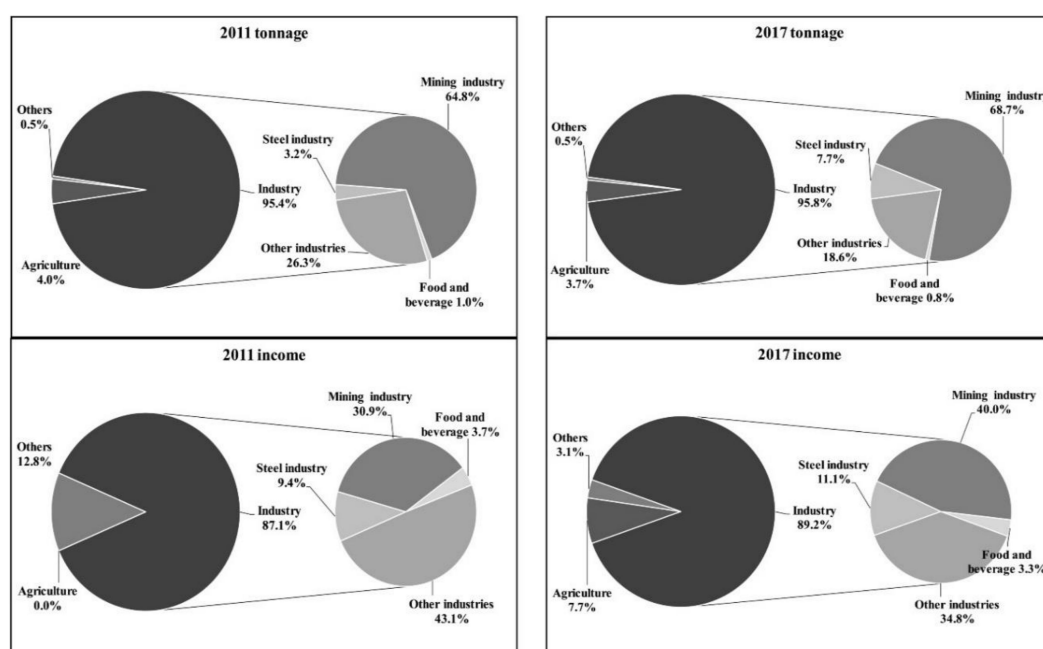 2011 tonnage
Mining industry
64.8%
Others
0.5%
Steel industry
3.2%
Industry
95.4%
Other industries
26.3%
Agriculture
4.0%
Food and
beverage 1.0%
2017 tonnage
Mining industry
68.7%
Others
0.5%
Steel industry
7.7%
Industry
95.8%
Other industries
18.6%
Agriculture
3.7%
Food and
beverage 0.8%
2011 income
Mining industry
30.9%
Food and
beverage 3.7%
Others
12.8%
Steel industry
9.4%
Industry
87.1%
Agriculture
0.0%
Other industries
43.1%
2017 income
Mining industry
40.0%
Others
3.1%
Steel industry
11.1%
Industry
89.2%
Food and
beverage 3.3%
Agriculture
7.7%
Other industries
34.8%